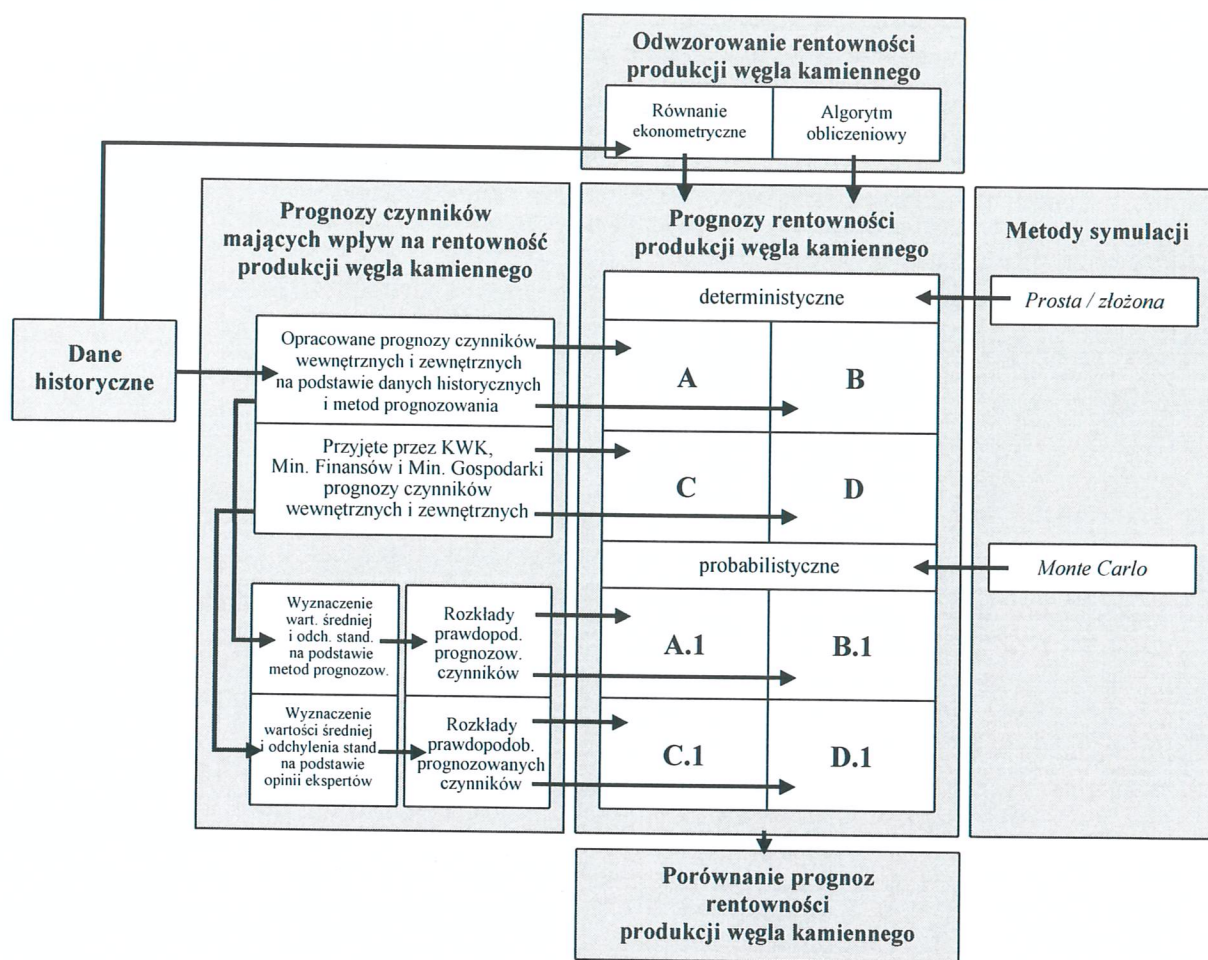 Odwzorowanie rentowności
produkcji węgla kamiennego
Równanie
ekonometryczne
Algorytm
obliczeniowy
Prognozy czynników
mających wpływ na rentowność
produkcji węgla kamiennego
Prognozy rentowności
produkcji węgla kamiennego
Metody symulacji
deterministyczne
Prosta / złożona
Dane
historyczne
Opracowane prognozy czynników
wewnętrznych i zewnętrznych
na podstawie danych historycznych
i metod prognozowania
A
B
Przyjęte przez KWK,
Min. Finansów i Min. Gospodarki
prognozy czynników
wewnętrznych i zewnętrznych
C
D
probabilistyczne
Monte Carlo
Wyznaczenie
wart. średniej
i odch. stand.
na podstawie
metod prognozow.
Rozkłady
prawdopod.
prognozow.
czynników
A.1
B.1
Wyznaczenie
wartości średniej
i odchylenia stand
na podstawie
opinii ekspertów
Rozkłady
prawdopodob.
prognozowanych
czynników
C.1
D.1
Porównanie prognoz
rentowności
produkcji węgla kamiennego